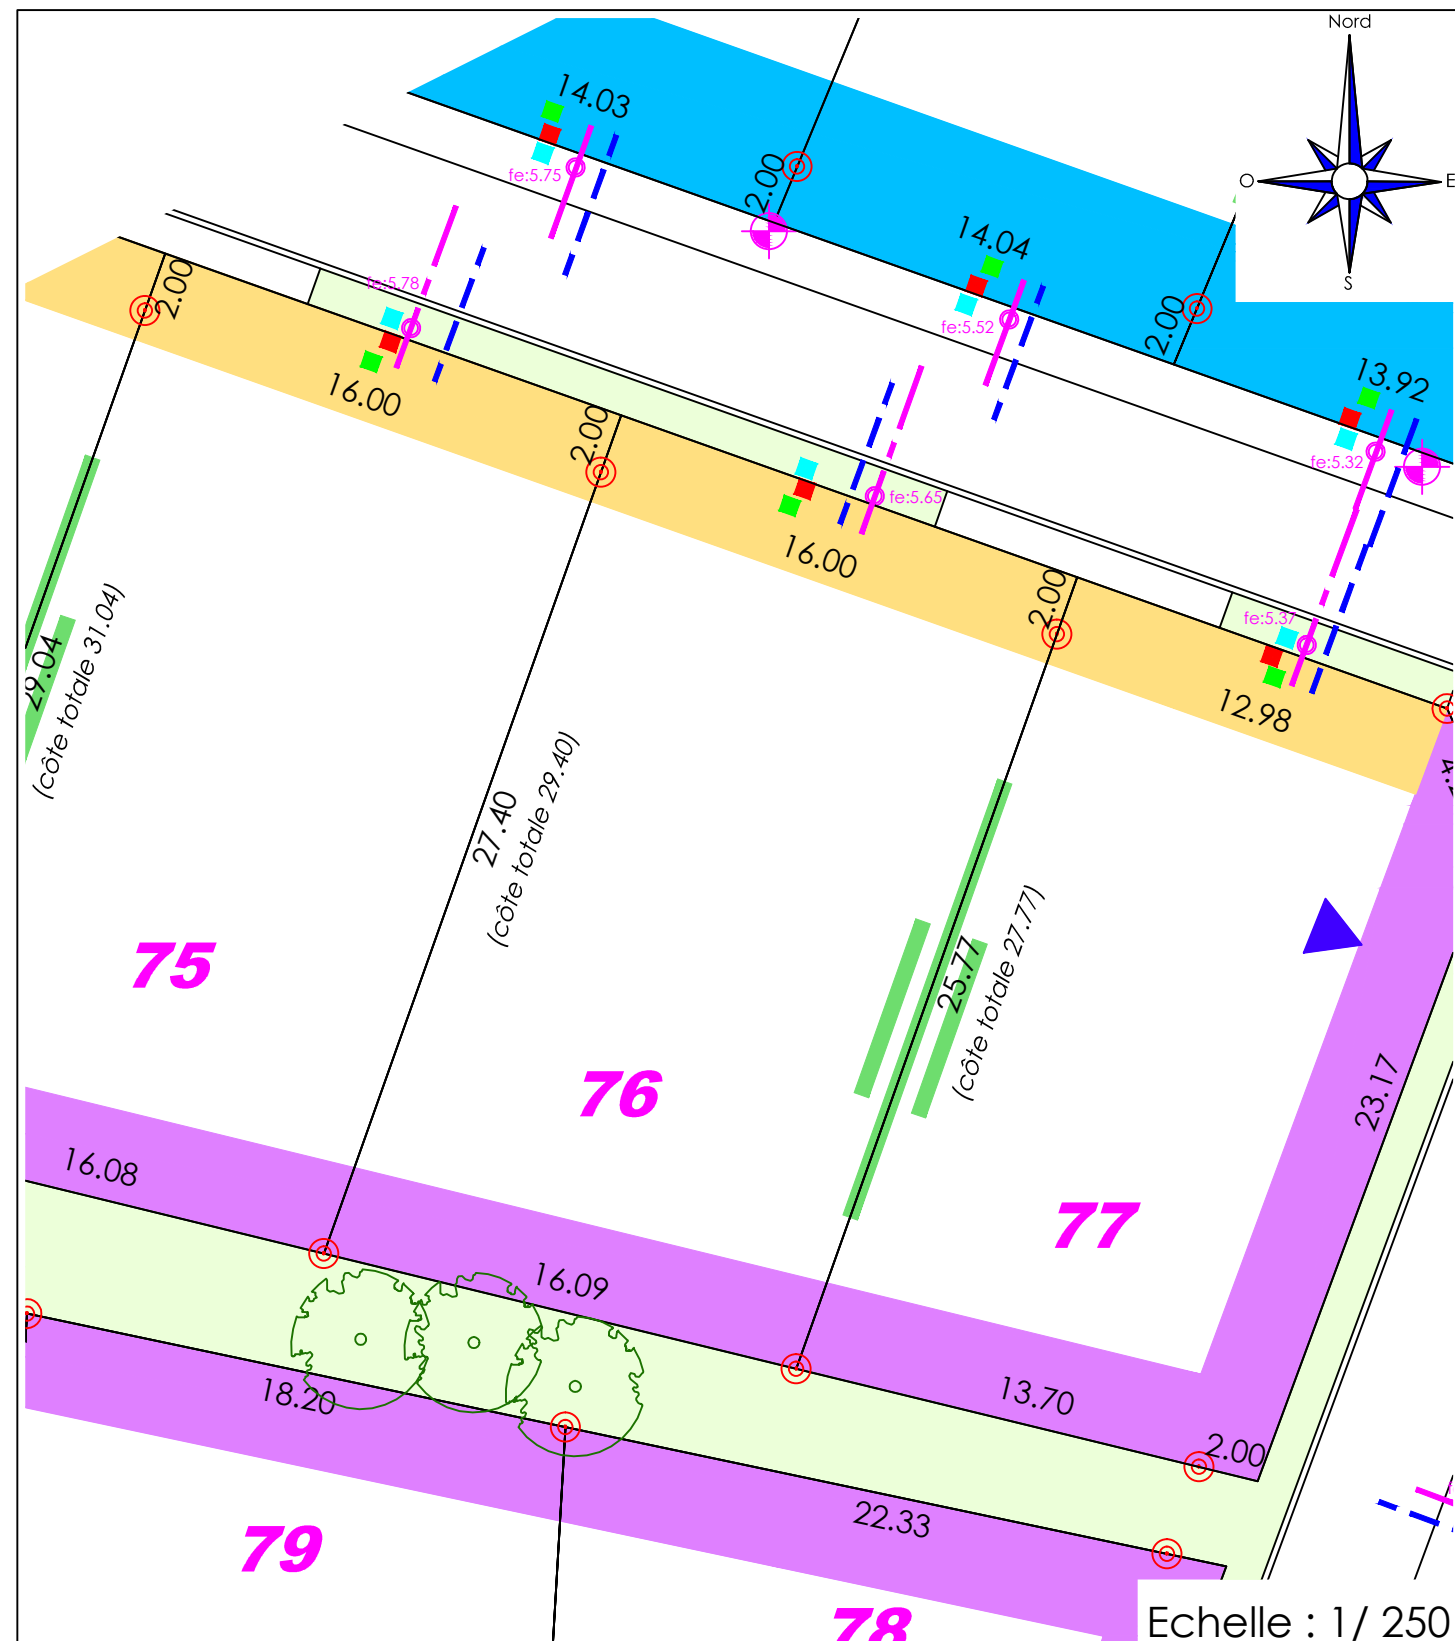 Nord
O
E
S
14.03
fe:5.75
2.00
14.04
fe:5.52
2.00
13.92
fe:5.32
2.00
fe:5.78
16.00
2.00
fe:5.65
16.00
2.00
fe:5.37
12.98
29.04
(côte totale 31.04)
27.40
(côte totale 29.40)
25.77
(côte totale 27.77)
75
76
77
23.17
16.08
16.09
13.70
2.00
18.20
22.33
79
78
Echelle : 1/ 250